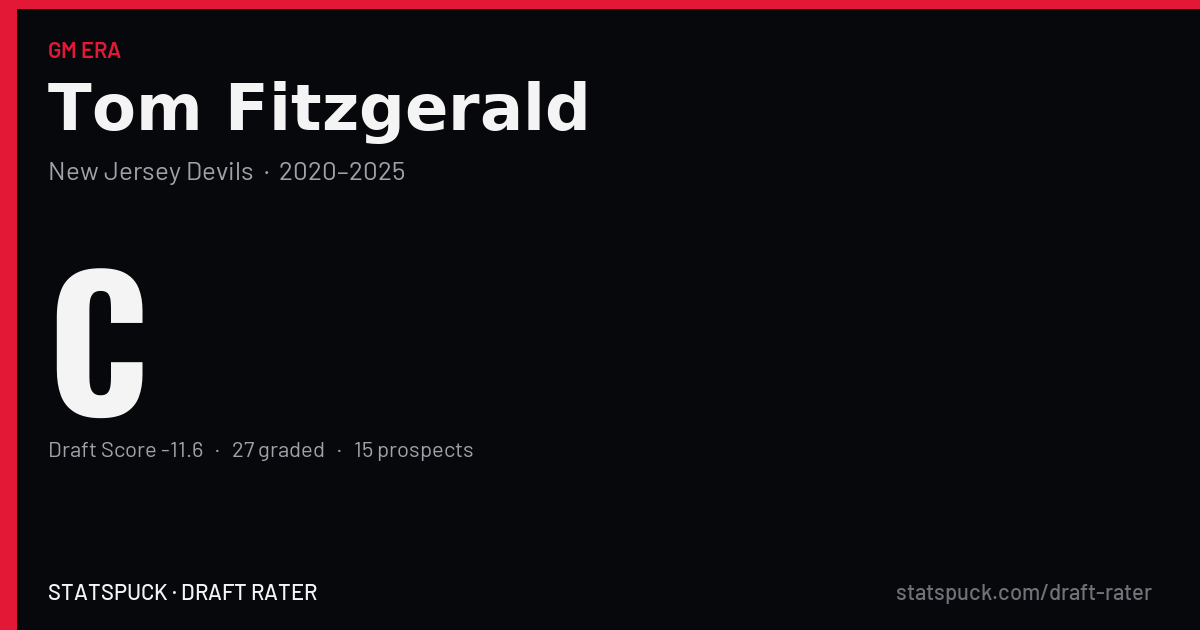 GM ERA
Tom Fitzgerald
New Jersey Devils · 2020–2025
C
Draft Score -11.6 · 27 graded · 15 prospects
STATSPUCK · DRAFT RATER
statspuck.com/draft-rater